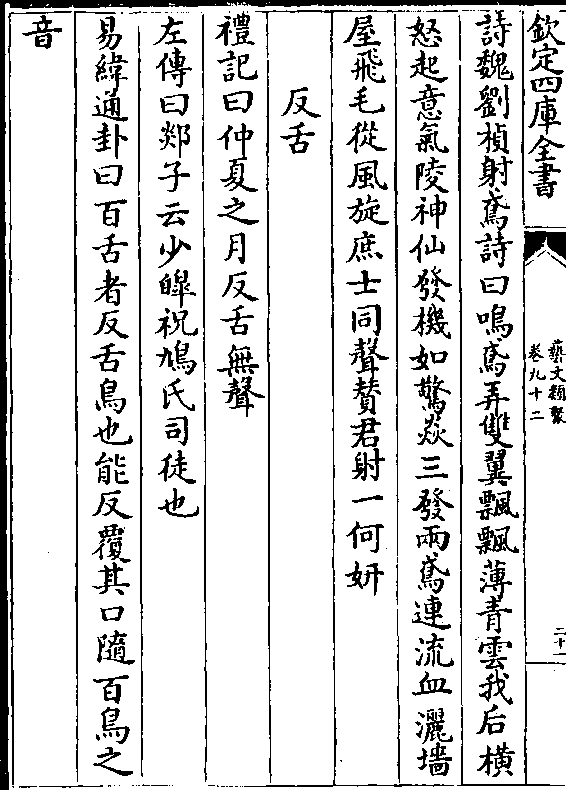 欽定四庫全書
藝文類聚
卷九十二
二十一
詩魏劉楨射鳶詩曰鳴鳶弄雙翼飄飄薄青雲我后橫
怒起意氣陵神仙發機如驚焱三發兩鳶連流血灑墻
屋飛毛從風旋庶士同聲賛君射一何妍
反舌
禮記曰仲夏之月反舌無聲
左傳曰郯子云少皥祝鳩氏司徒也
易緯通卦曰百舌者反舌鳥也能反覆其口隨百鳥之
音